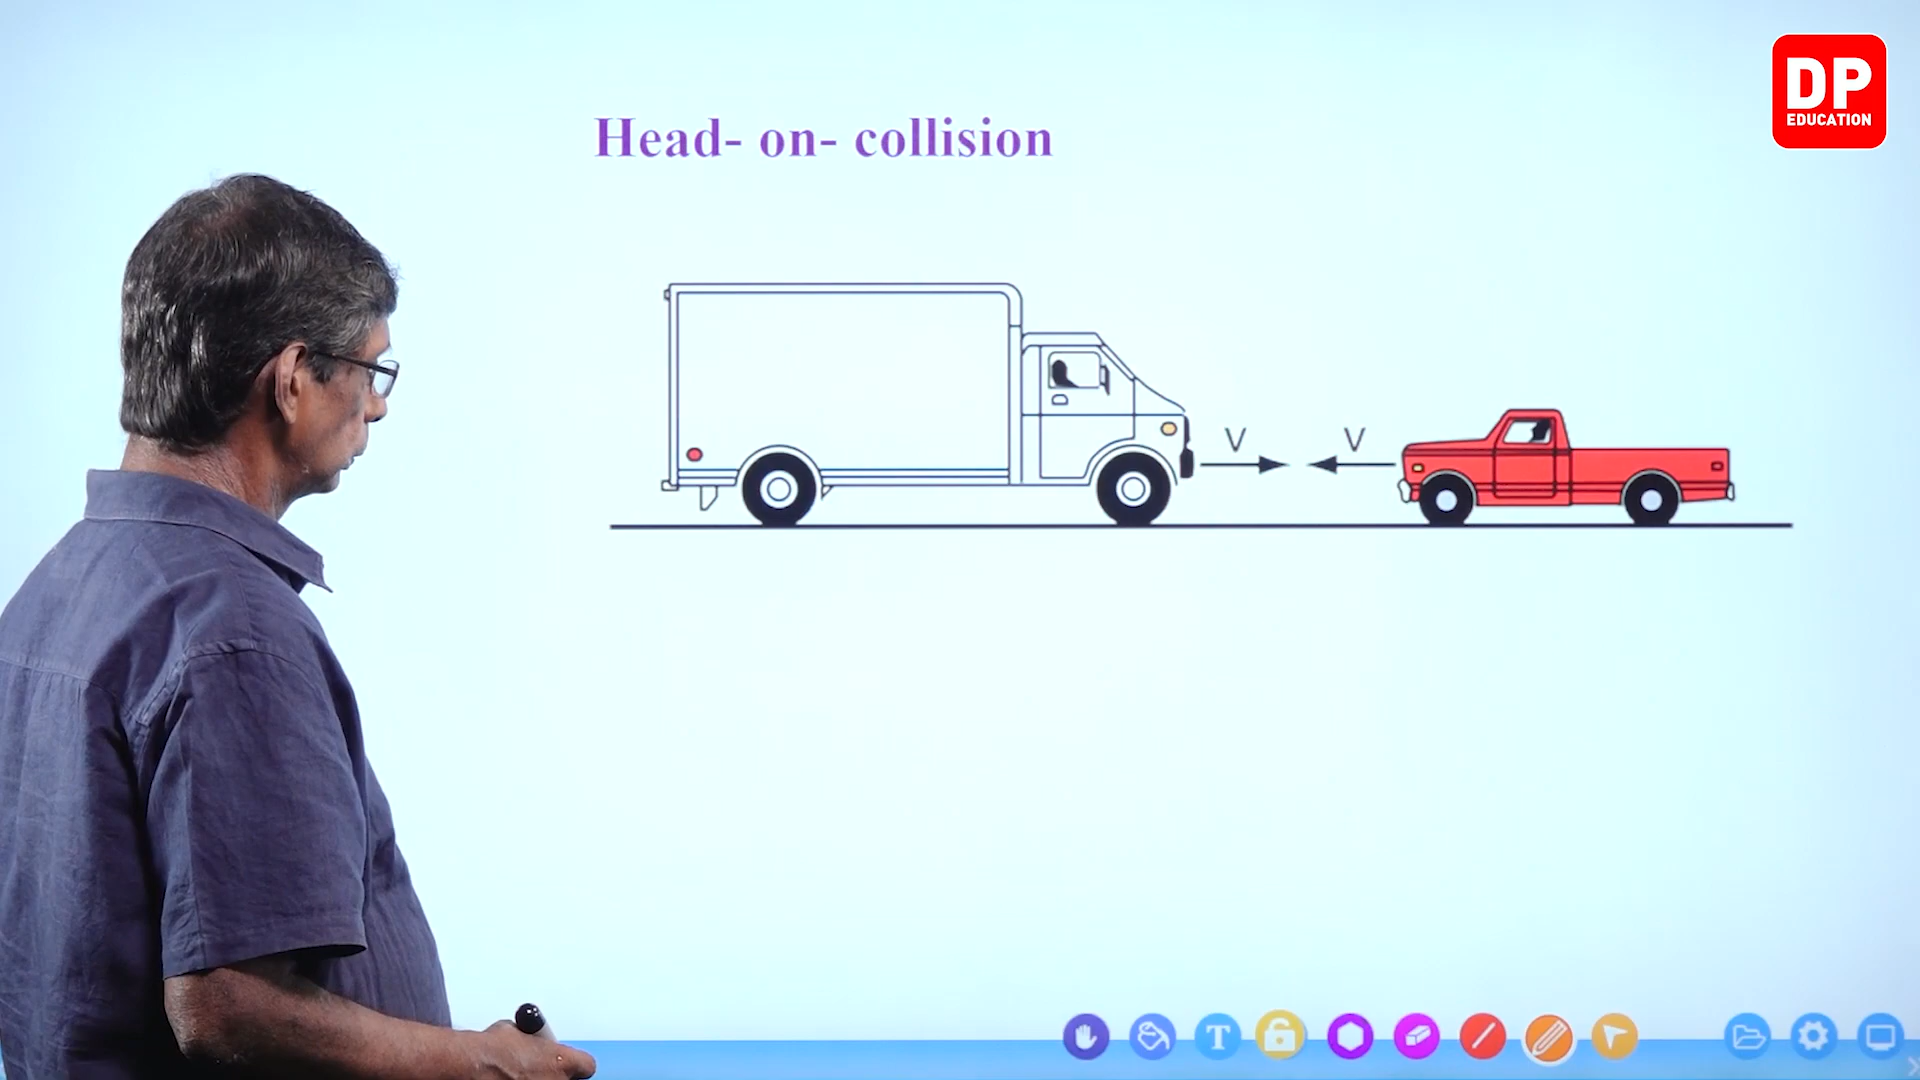 DP
EDUCATION
Head- on- collision
V V
T